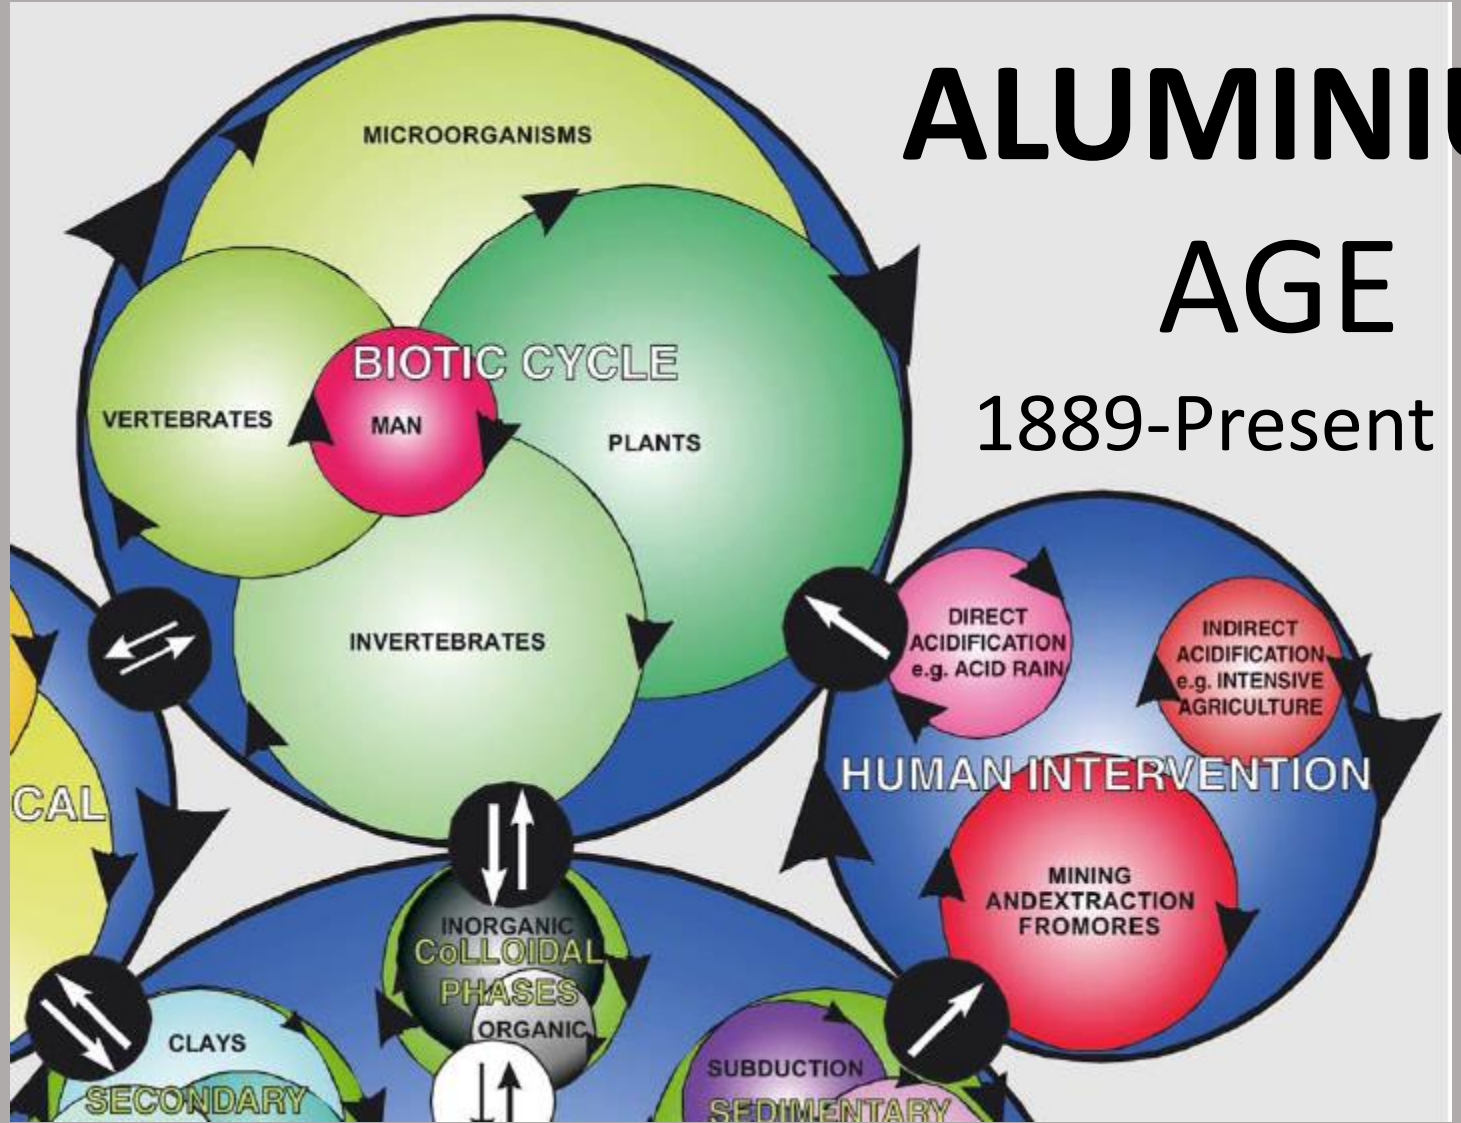 ALUMINIU
AGE
1889-Present
MICROORGANISMS
BIOTIC CYCLE
VERTEBRATES
MAN
PLANTS
INVERTEBRATES
DIRECT
ACIDIFICATION
e.g. ACID RAIN
INDIRECT
ACIDIFICATION
e.g. INTENSIVE
AGRICULTURE
HUMAN INTERVENTION
MINING
ANDEXTRACTION
FROMORES
CAL
INORGANIC
CoLLOIDAL
PHASES
ORGANIC
CLAYS
SECONDARY
SUBDUCTION
SEDIMENTARY